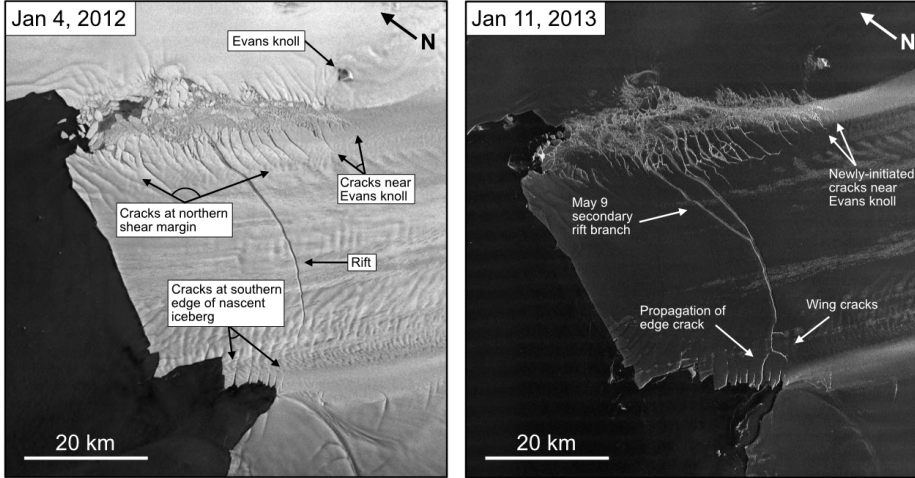 Jan 4, 2012
N
Evans knoll
Cracks near
Evans knoll
Cracks at northern
shear margin
Rift
Cracks at southern
edge of nascent
iceberg
20 km
Jan 11, 2013
N
Newly-initiated
cracks near
Evans knoll
May 9
secondary
rift branch
Propagation of
edge crack
Wing cracks
20 km